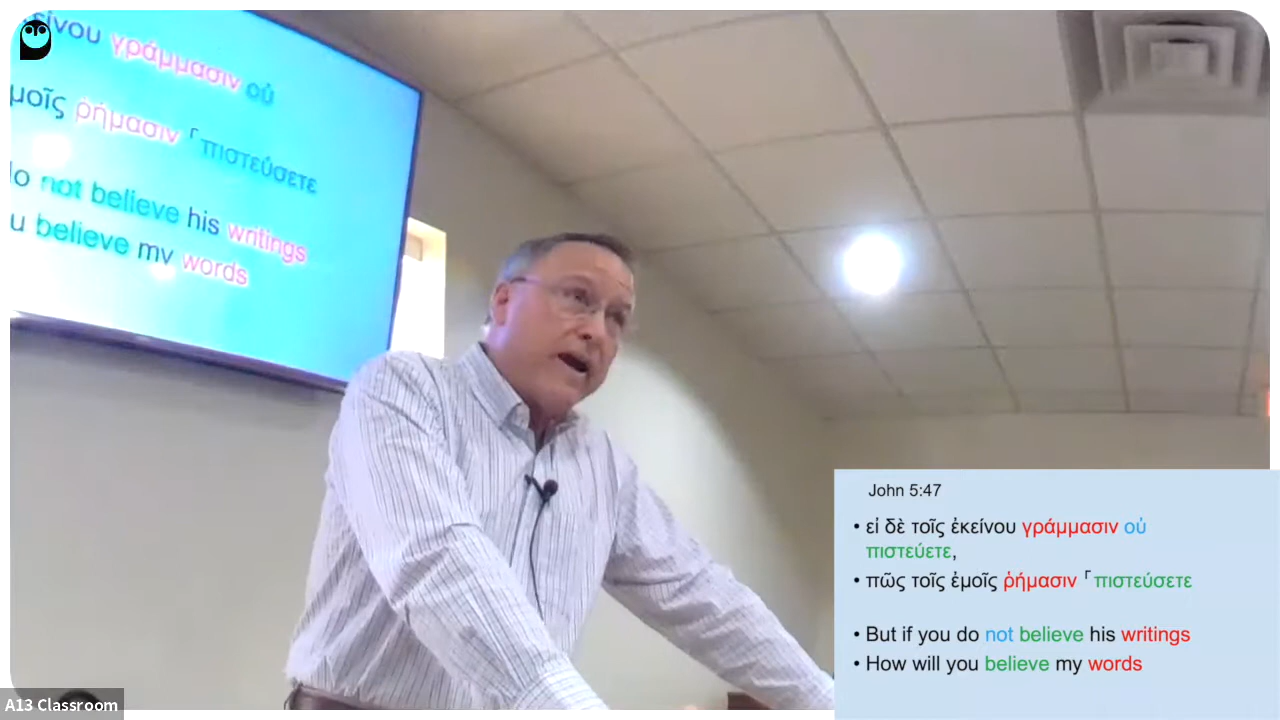 γράμμασιν οὐ
μοῖς ῥήμασιν ⸀πιστεύσετε
not believe his writings
believe my words
John 5:47
• εἰ δὲ τοῖς ἐκείνου γράμμασιν οὐ
πιστεύετε,
• πῶς τοῖς ἐμοῖς ῥήμασιν ⸀πιστεύσετε
• But if you do not believe his writings
• How will you believe my words
A13 Classroom